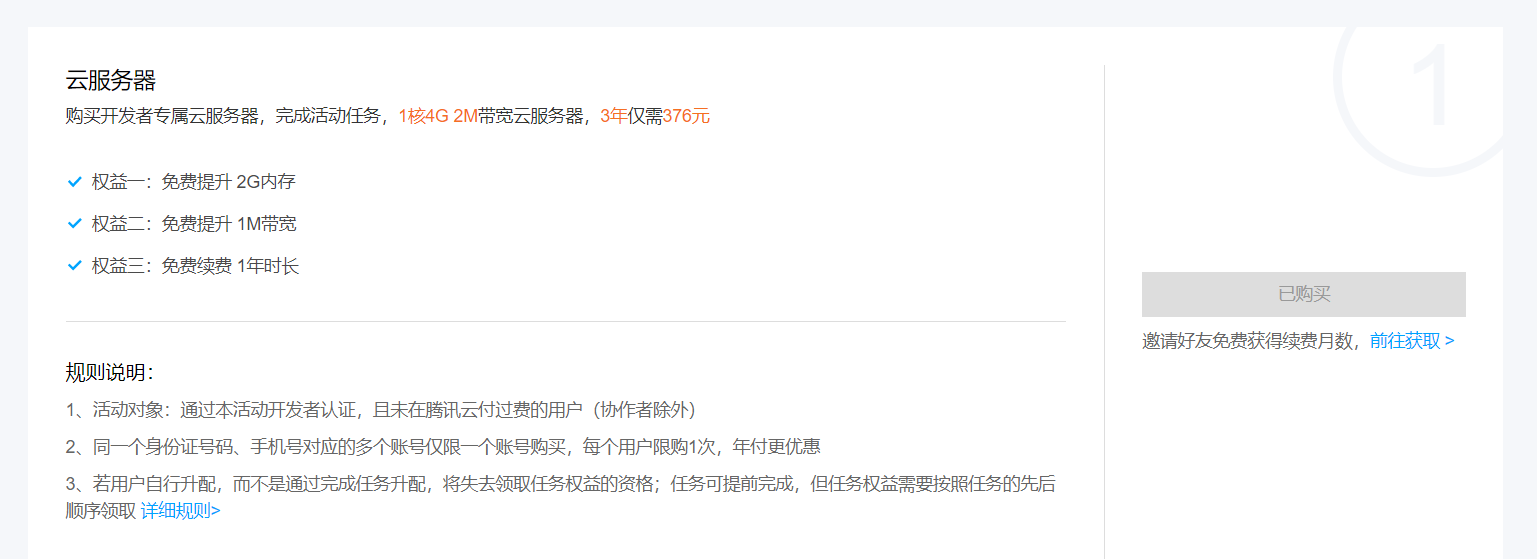 云服务器
购买开发者专属云服务器，完成活动任务，1核4G 2M带宽云服务器，3年仅需376元
权益一：免费提升 2G内存
权益二：免费提升 1M带宽
权益三：免费续费 1年时长
规则说明：
1、活动对象：通过本活动开发者认证，且未在腾讯云付过费的用户（协作者除外）
2、同一个身份证号码、手机号对应的多个账号仅限一个账号购买，每个用户限购1次，年付更优惠
3、若用户自行升配，而不是通过完成任务升配，将失去领取任务权益的资格；任务可提前完成，但任务权益需要按照任务的先后
顺序领取 详细规则>
1
已购买
邀请好友免费获得续费月数，前往获取 >